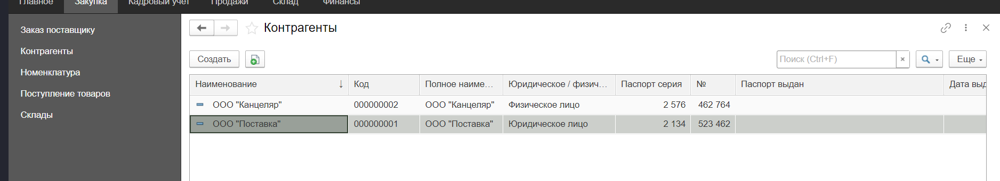 Главное Закупка Кадровый учет Продажи Склад Финансы
Заказ поставщику
Контрагенты
Номенклатура
Поступление товаров
Склады
Контрагенты
Создать Поиск (Ctrl+F) × Еще
Наименование ↓ Код Полное наиме... Юридическое / физич... Паспорт серия № Паспорт выдан Дата выд
ООО "Канцеляр" 000000002 ООО "Канцеляр" Физическое лицо 2 576 462 764
ООО "Поставка" 000000001 ООО "Поставка" Юридическое лицо 2 134 523 462